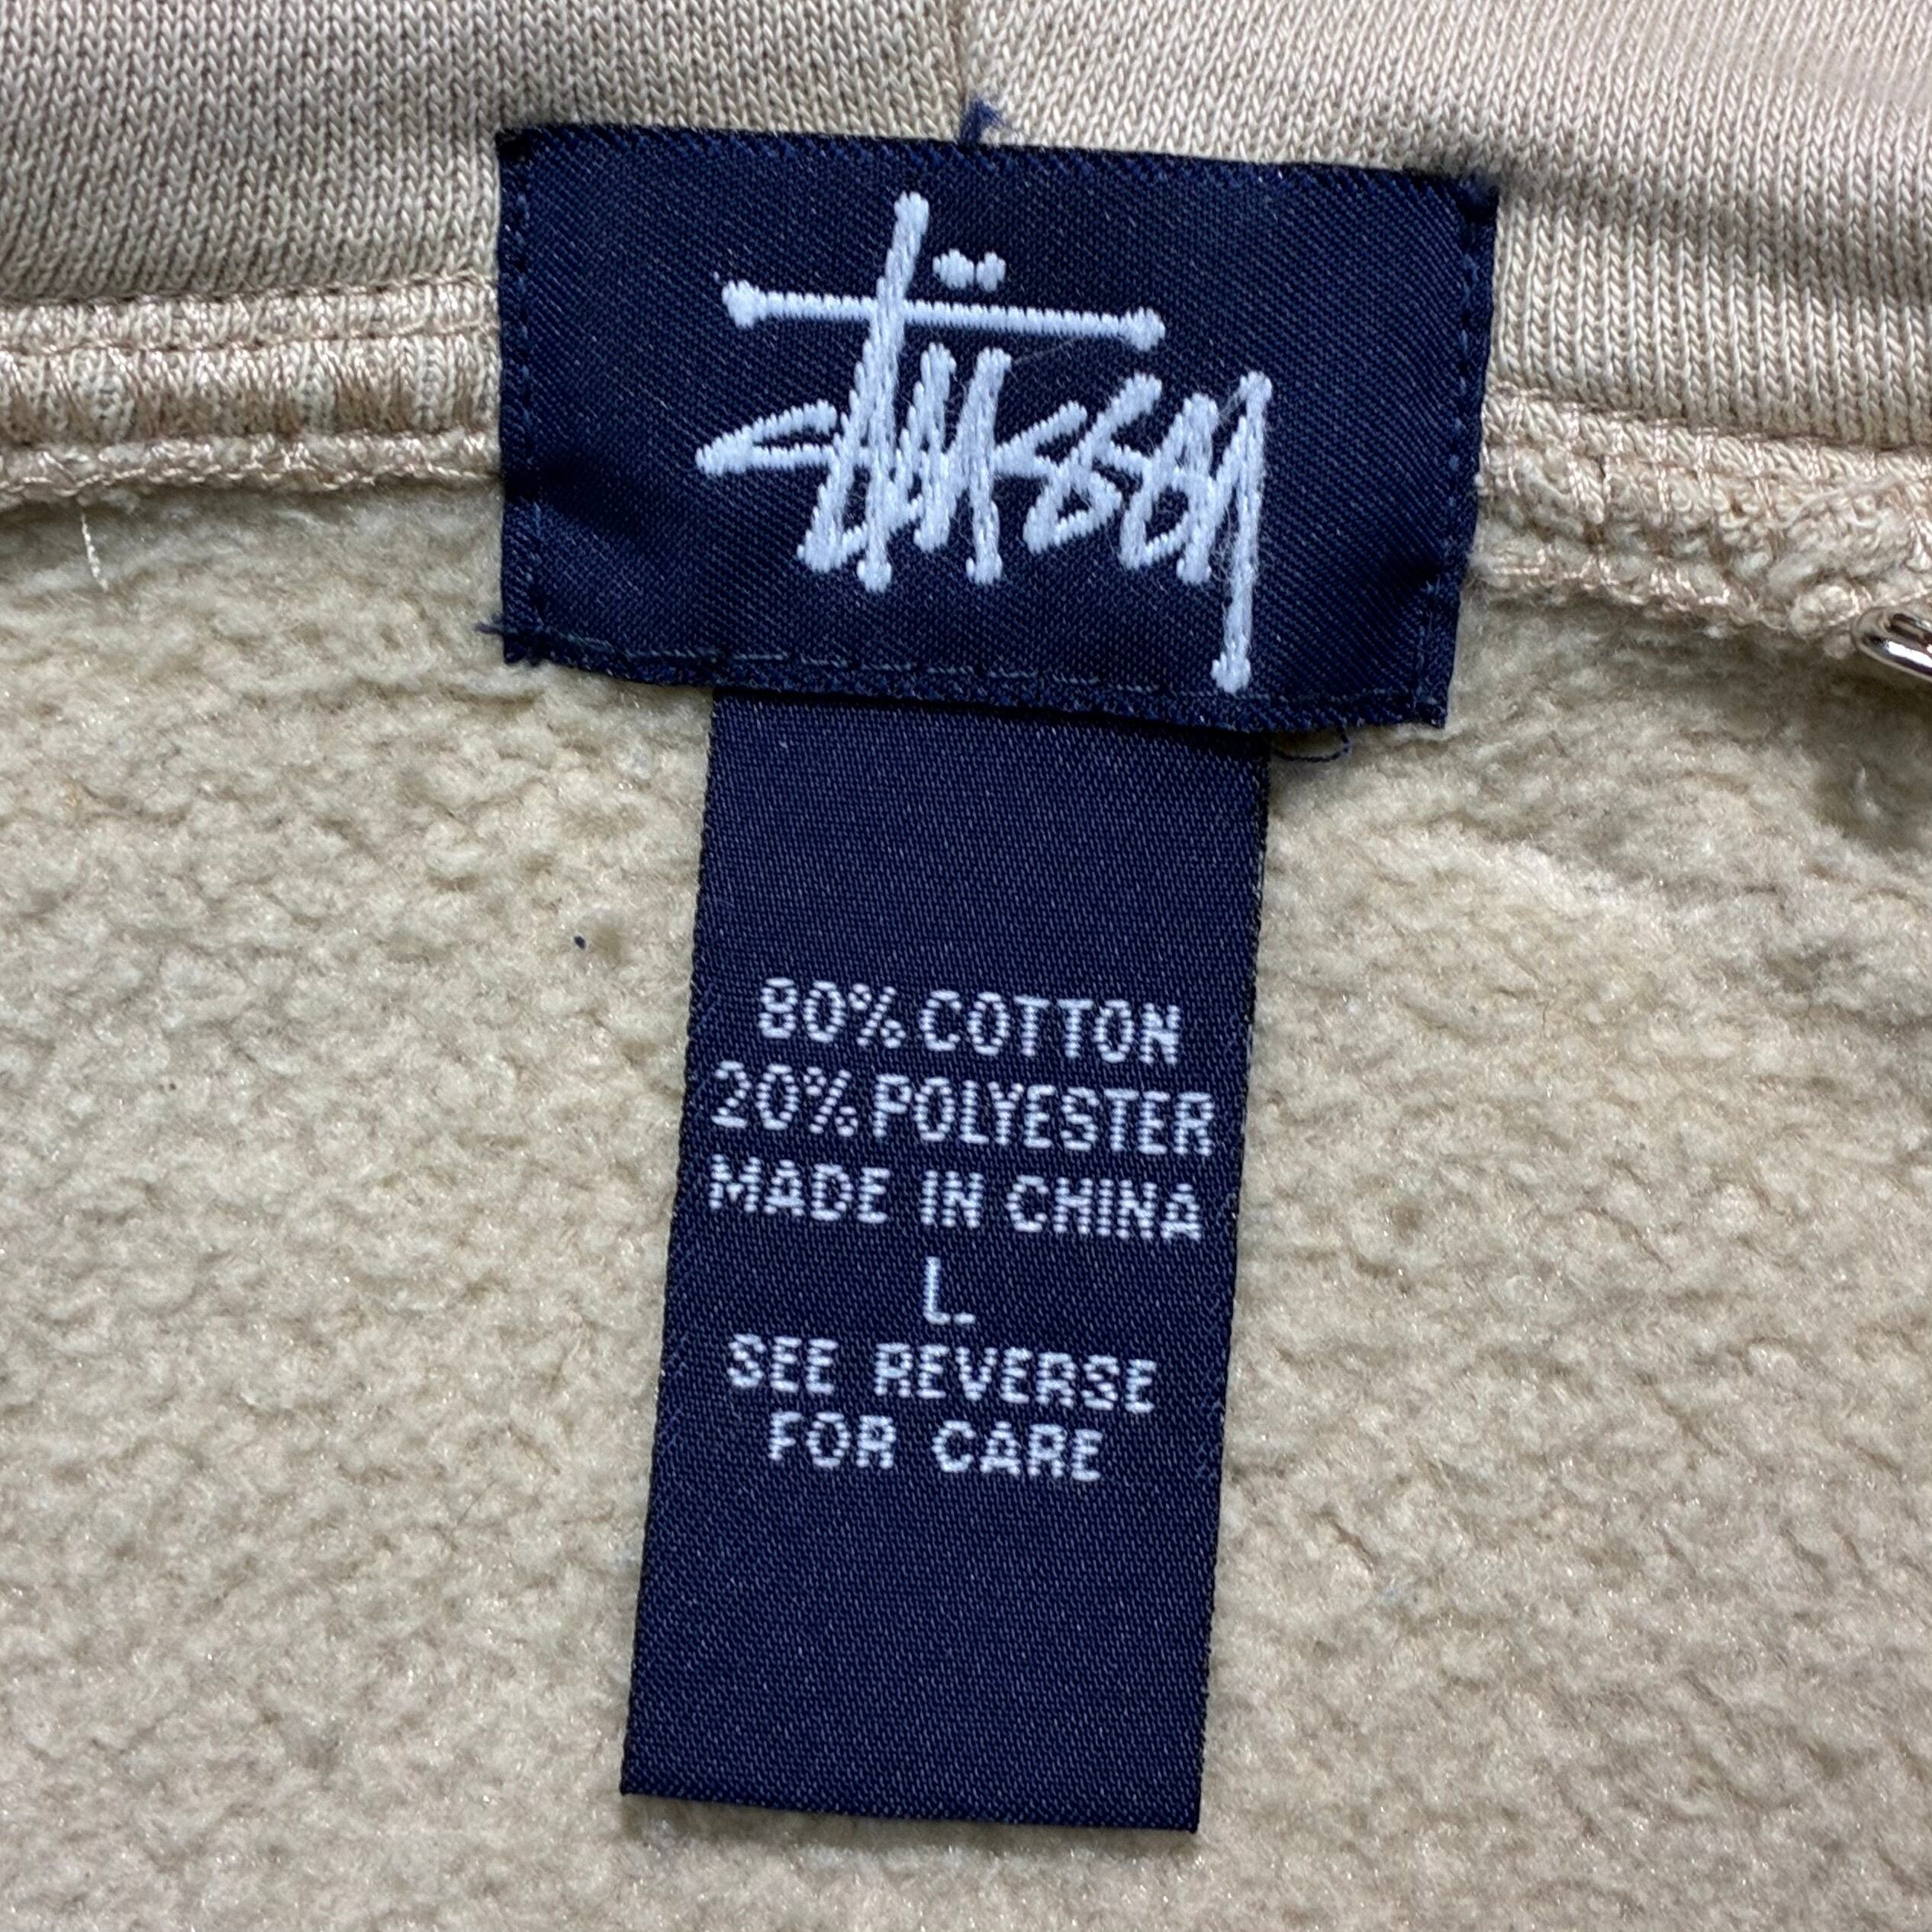 Stüssy
80% COTTON
20% POLYESTER
MADE IN CHINA
L
SEE REVERSE
FOR CARE